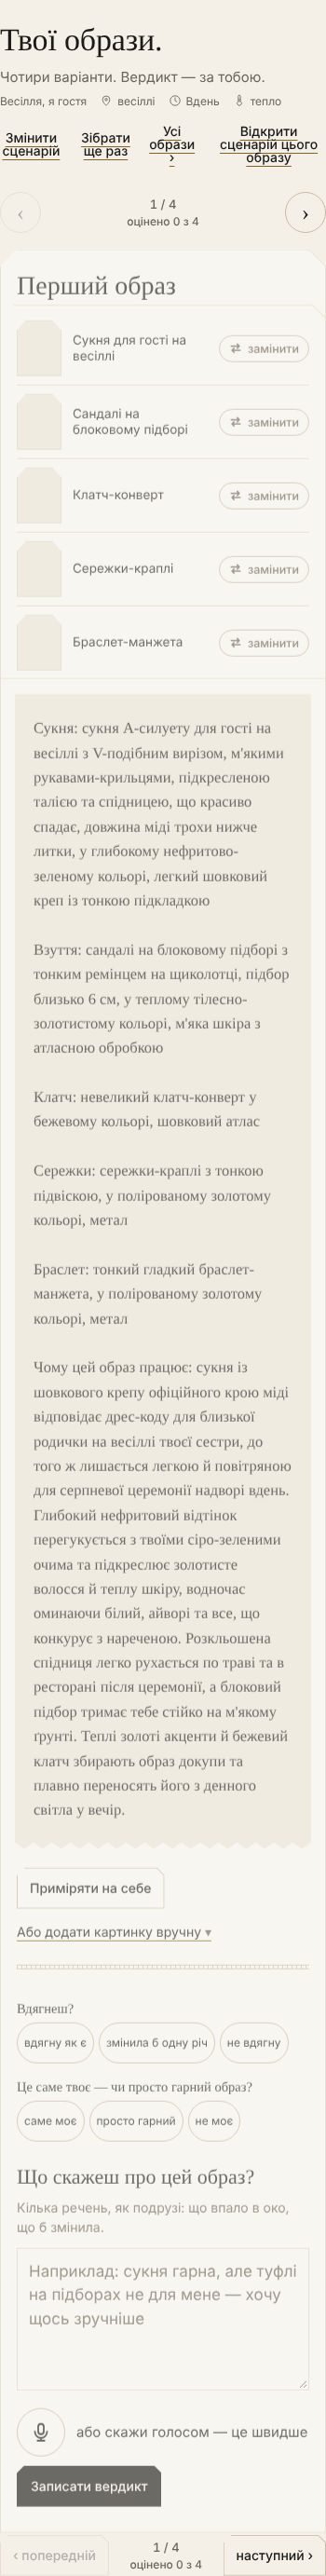 Твої образи.
Чотири варіанти. Вердикт — за тобою.
Весілля, я гостя весіллі Вдень тепло
Змінити сценарій
Зібрати ще раз
Усі образи ›
Відкрити сценарій цього образу
‹
1 / 4
оцінено 0 з 4
›
Перший образ
Сукня для гості на
весіллі
замінити
Сандалі на
блоковому підборі
замінити
Клатч-конверт
замінити
Сережки-краплі
замінити
Браслет-манжета
замінити
Сукня: сукня А-силуету для гості на
весіллі з V-подібним вирізом, м'якими
рукавами-крильцями, підкресленою
талією та спідницею, що красиво
спадає, довжина міді трохи нижче
литки, у глибокому нефритово-
зеленому кольорі, легкий шовковий
креп із тонкою підкладкою
Взуття: сандалі на блоковому підборі з
тонким ремінцем на щиколотці, підбор
близько 6 см, у теплому тілесно-
золотистому кольорі, м'яка шкіра з
атласною обробкою
Клатч: невеликий клатч-конверт у
бежевому кольорі, шовковий атлас
Сережки: сережки-краплі з тонкою
підвіскою, у полірованому золотому
кольорі, метал
Браслет: тонкий гладкий браслет-
манжета, у полірованому золотому
кольорі, метал
Чому цей образ працює: сукня із
шовкового крепу офіційного крою міді
відповідає дрес-коду для близької
родички на весіллі твоєї сестри, до
того ж лишається легкою й повітряною
для серпневої церемонії надворі вдень.
Глибокий нефритовий відтінок
перегукується з твоїми сіро-зеленими
очима та підкреслює золотисте
волосся й теплу шкіру, водночас
оминаючи білий, айворі та все, що
конкурує з нареченою. Розкльошена
спідниця легко рухається по траві та в
ресторані після церемонії, а блоковий
підбор тримає тебе стійко на м'якому
ґрунті. Теплі золоті акценти й бежевий
клатч збирають образ докупи та
плавно переносять його з денного
світла у вечір.
Приміряти на себе
Або додати картинку вручну ▾
Вдягнеш?
вдягну як є змінила б одну річ не вдягну
Це саме твоє — чи просто гарний образ?
саме моє просто гарний не моє
Що скажеш про цей образ?
Кілька речень, як подрузі: що впало в око,
що б змінила.
Наприклад: сукня гарна, але туфлі
на підборах не для мене — хочу
щось зручніше
або скажи голосом — це швидше
Записати вердикт
‹ попередній
1 / 4
оцінено 0 з 4
наступний ›